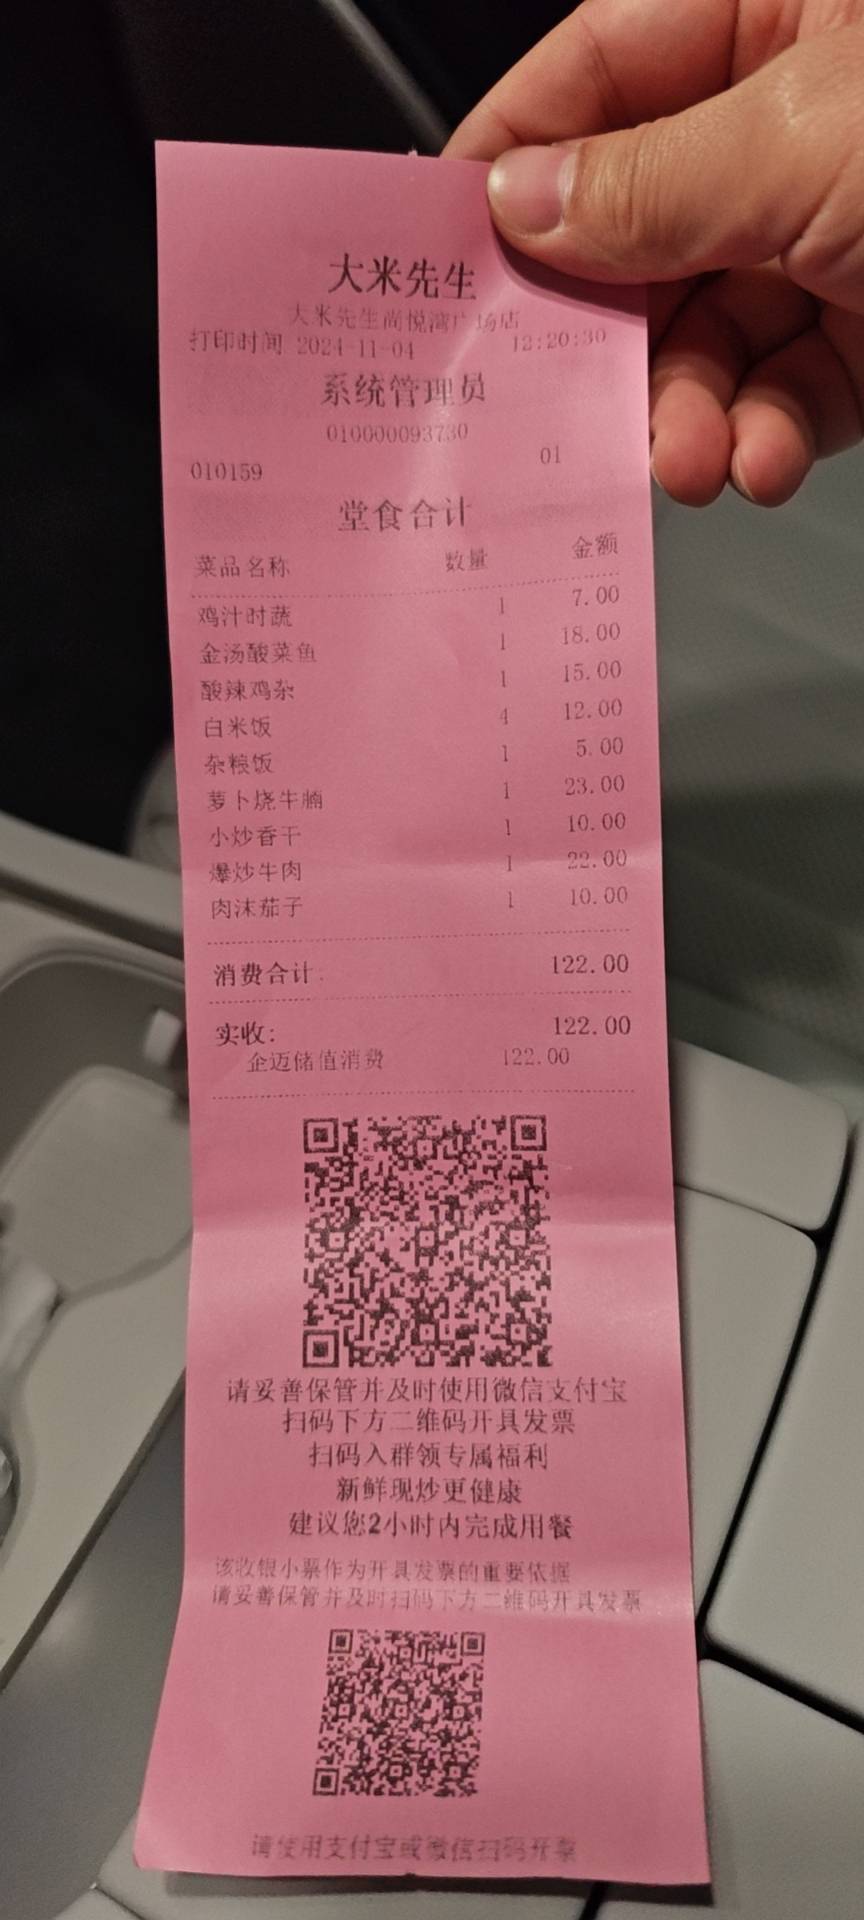 大米先生
大米先生尚悦湾广场店
打印时间 2024-11-04 12:20:30
系统管理员
010000093730
010159 01
堂食合计
菜品名称 数量 金额
鸡汁时蔬 1 7.00
金汤酸菜鱼 1 18.00
酸辣鸡杂 1 15.00
白米饭 4 12.00
杂粮饭 1 5.00
萝卜烧牛腩 1 23.00
小炒香干 1 10.00
爆炒牛肉 1 22.00
肉沫茄子 1 10.00
消费合计: 122.00
实收: 122.00
企迈储值消费 122.00
请妥善保管并及时使用微信支付宝
扫码下方二维码开具发票
扫码入群领专属福利
新鲜现炒更健康
建议您2小时内完成用餐
该收银小票作为开具发票的重要依据
请妥善保管并及时扫码下方二维码开具发票
请使用支付宝或微信扫码开票